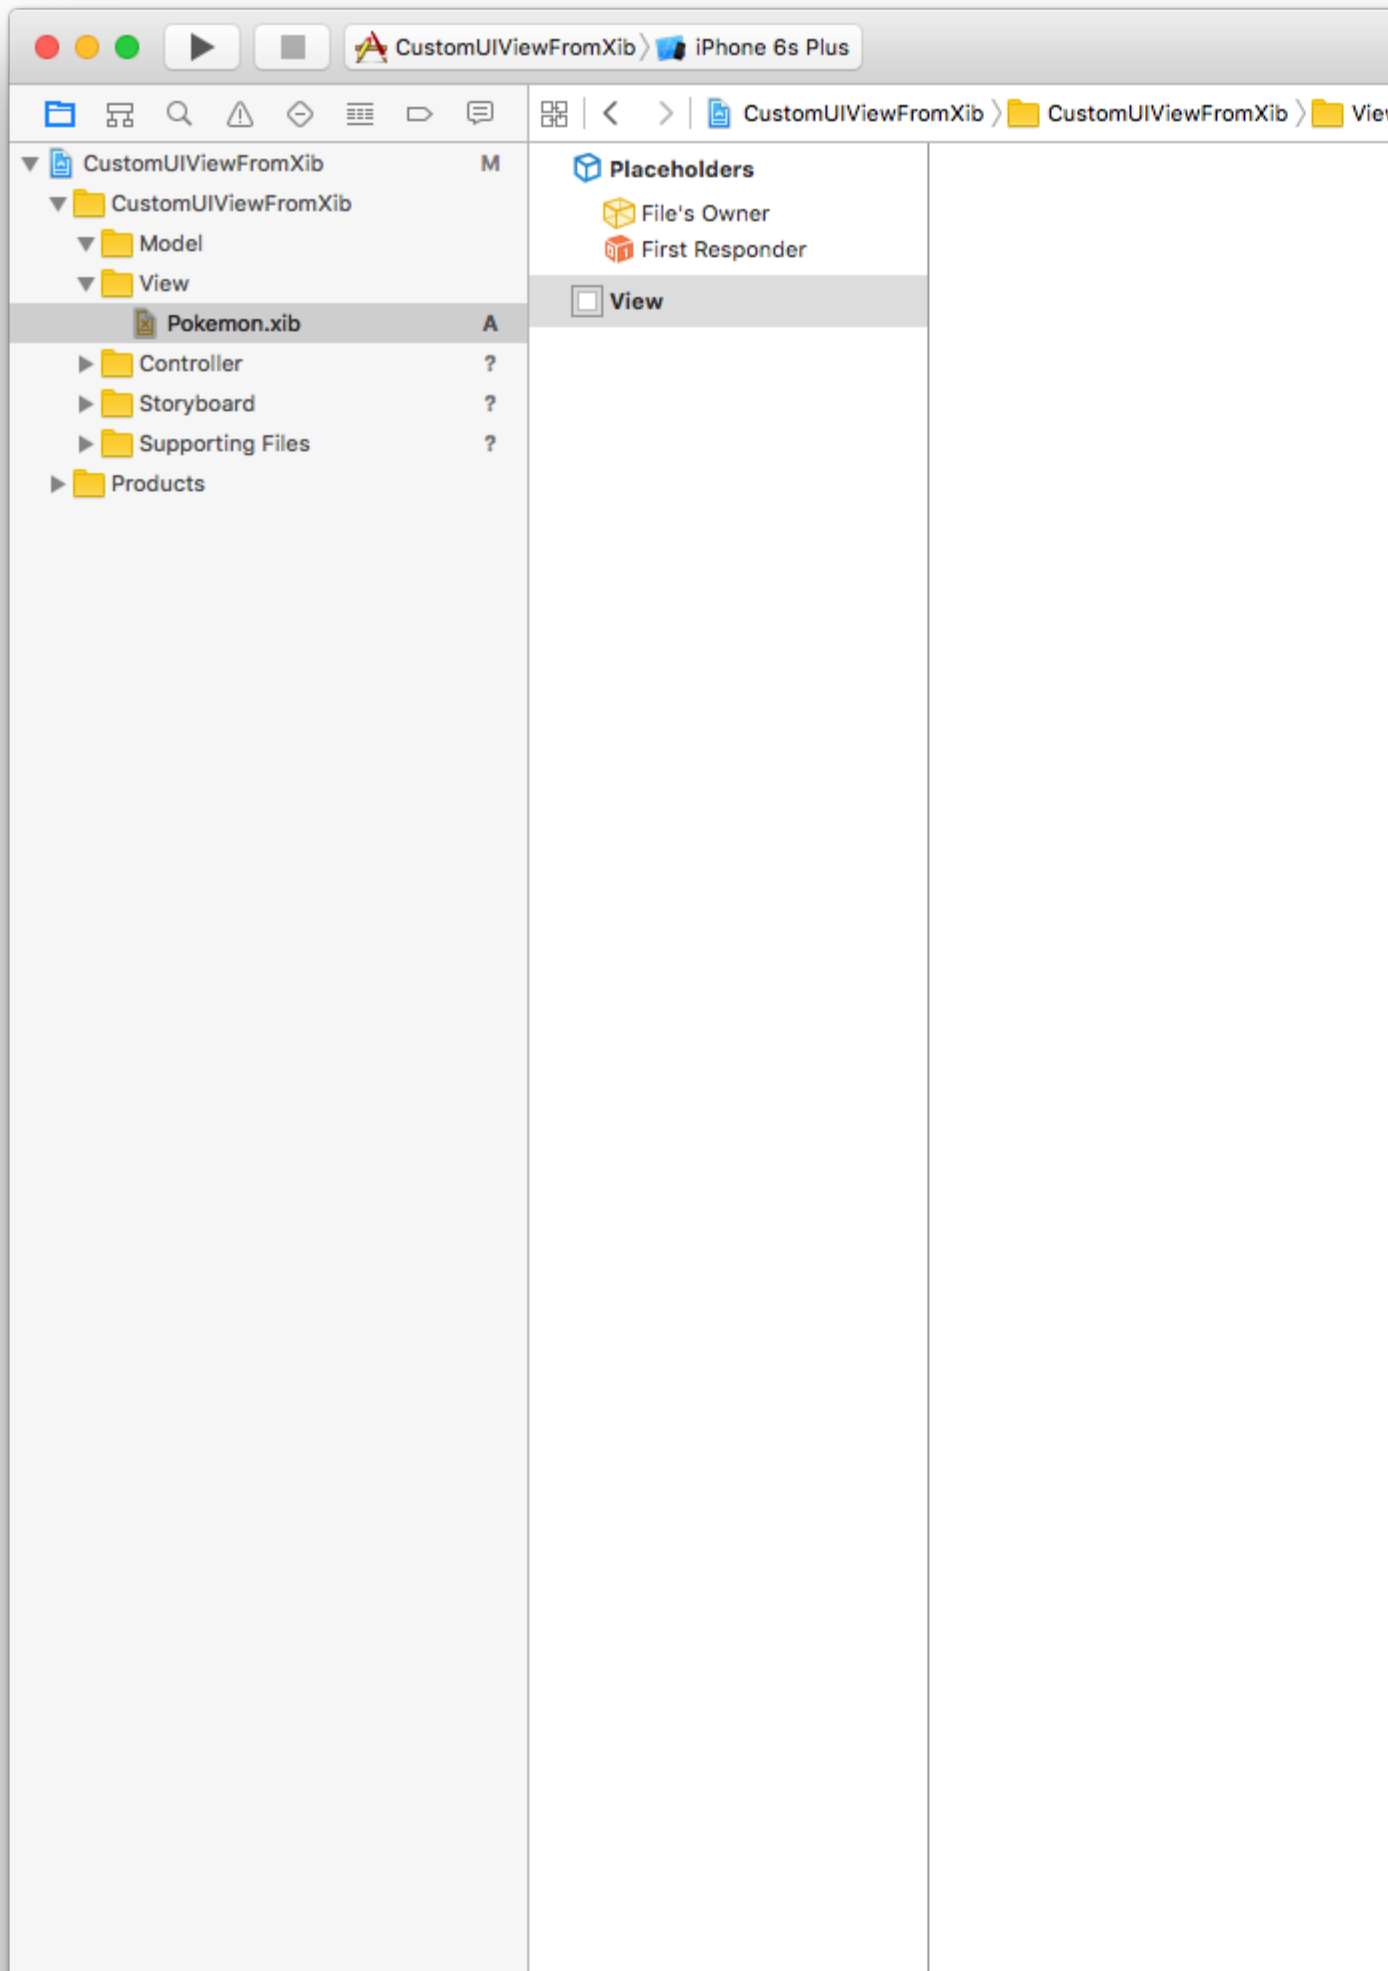 CustomUIViewFromXib iPhone 6s Plus
CustomUIViewFromXib CustomUIViewFromXib View
CustomUIViewFromXib M
CustomUIViewFromXib
Model
View
Pokemon.xib A
Controller ?
Storyboard ?
Supporting Files ?
Products
Placeholders
File's Owner
First Responder
View